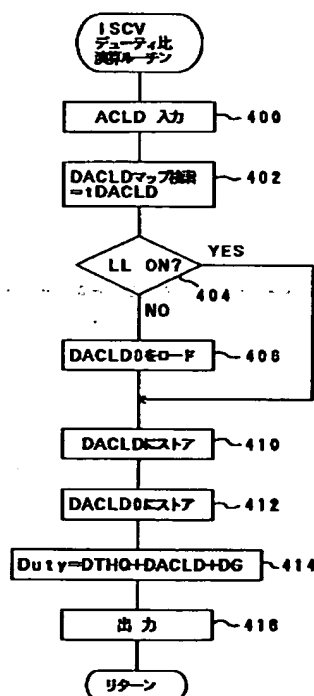 ISCV
デューティ比
演算ルーチン
ACLD 入力
400
DACLDマップ検索
=tDACLD
402
LL ON?
YES
404
NO
DACLD0をロード
408
DACLDにストア
410
DACLD0にストア
412
Duty=DTHQ+DACLD+DG
414
出 力
416
リターン